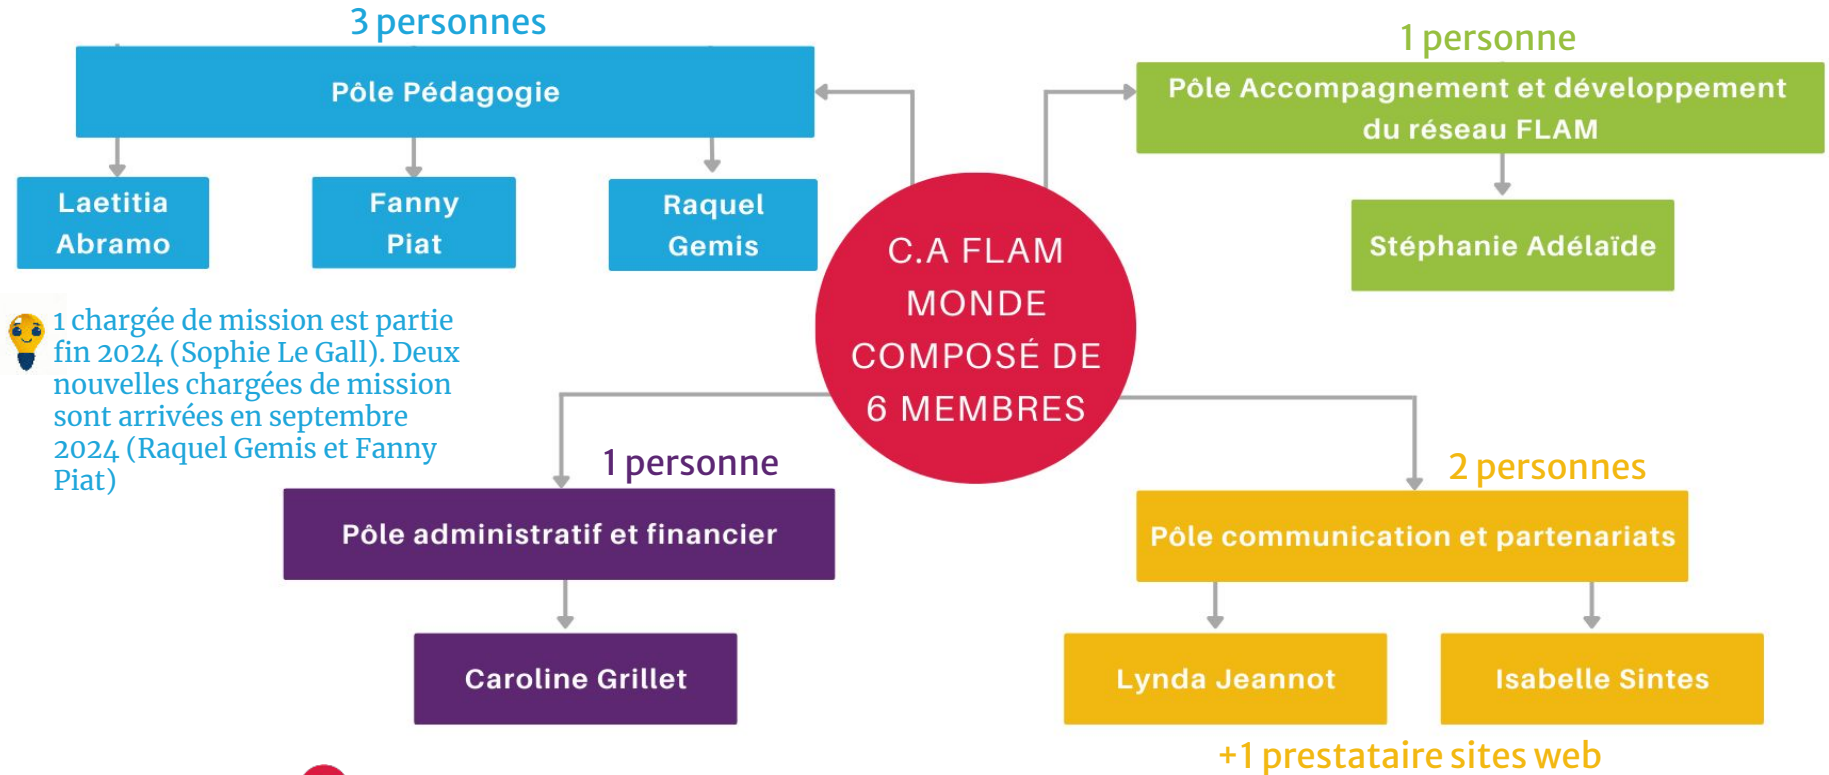 3 personnes
Pôle Pédagogie
Laetitia
Abramo
Fanny
Piat
Raquel
Gemis
1 chargée de mission est partie
fin 2024 (Sophie Le Gall). Deux
nouvelles chargées de mission
sont arrivées en septembre
2024 (Raquel Gemis et Fanny
Piat)
1 personne
Pôle Accompagnement et développement
du réseau FLAM
Stéphanie Adélaïde
C.A FLAM
MONDE
COMPOSÉ DE
6 MEMBRES
1 personne
Pôle administratif et financier
Caroline Grillet
2 personnes
Pôle communication et partenariats
Lynda Jeannot
Isabelle Sintes
+1 prestataire sites web